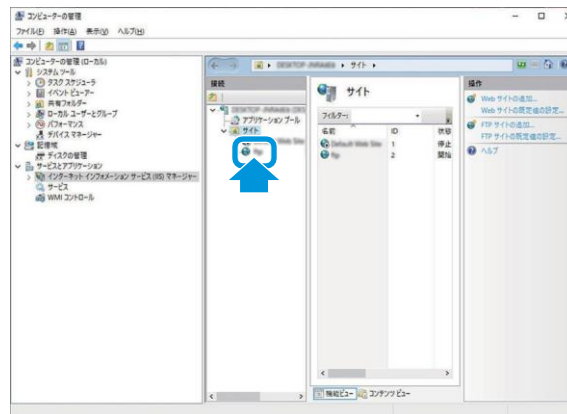 コンピューターの管理
ファイル(F) 操作(A) 表示(V) ヘルプ(H)
コンピューターの管理 (ローカル)
システム ツール
タスク スケジューラ
イベント ビューアー
共有フォルダー
ローカル ユーザーとグループ
デバイス マネージャー
記憶域
ディスクの管理
サービスとアプリケーション
インターネット インフォメーション サービス (IIS) マネージャー
サービス
WMI コントロール
サイト
接続
アプリケーション プール
サイト
サイト
フィルター:
名前 ID 状態
Default Web Site 1 停止
ftp 2 開始
機能ビュー コンテンツ ビュー
操作
Web サイトの追加...
Web サイトの既定値の設定...
FTP サイトの追加...
FTP サイトの既定値の設定...
ヘルプ